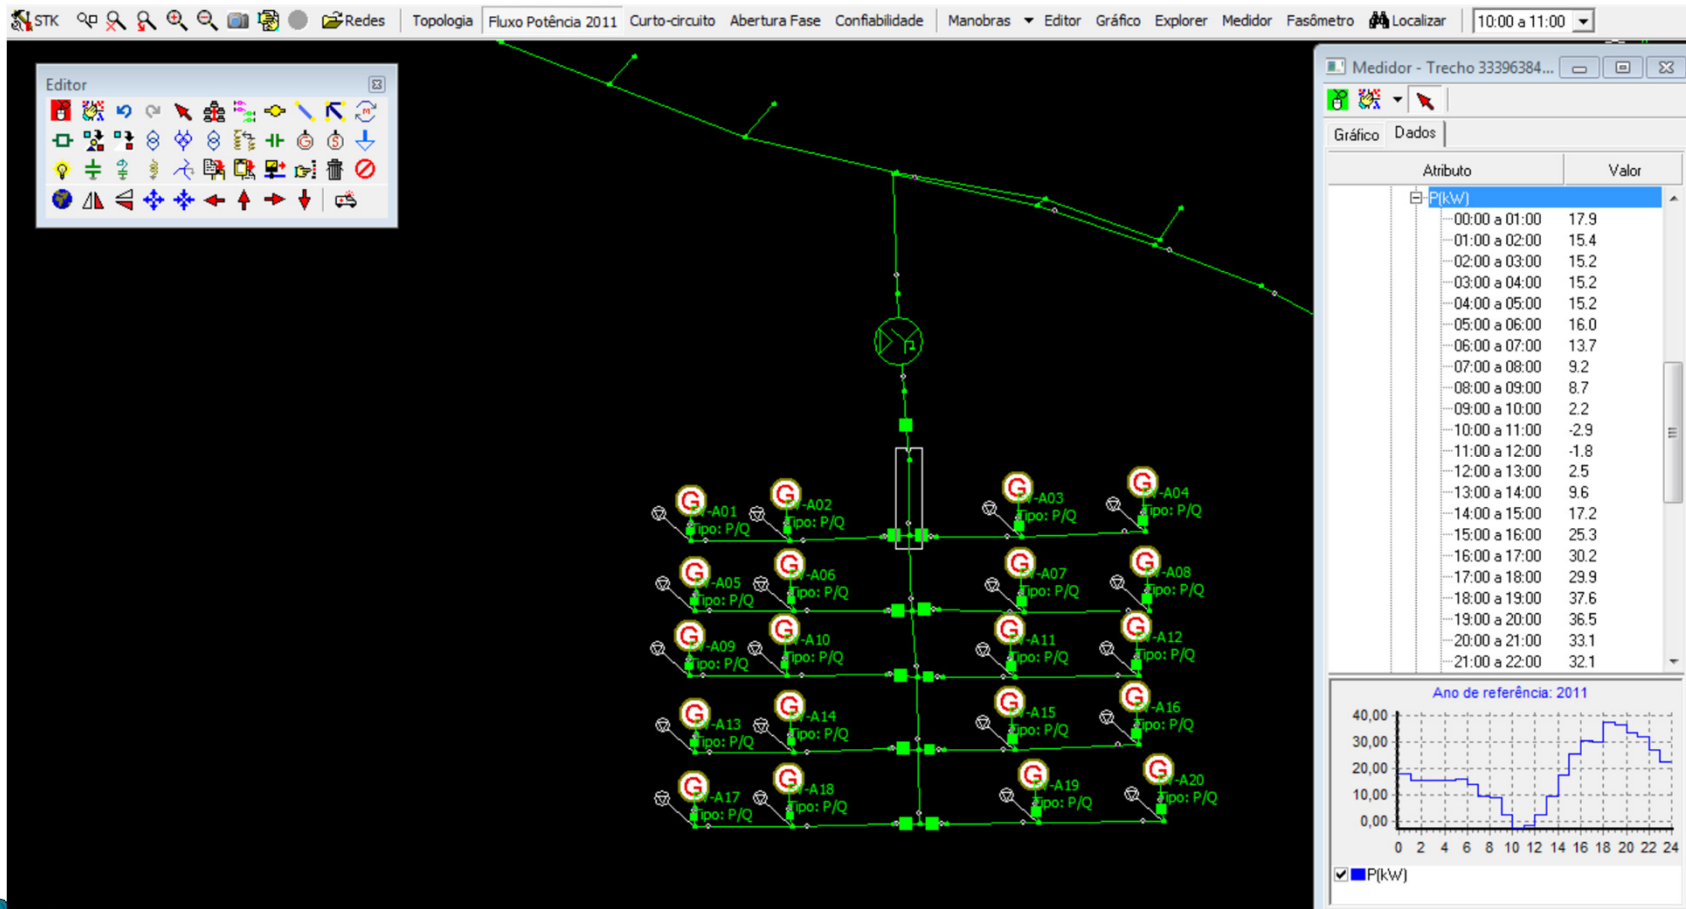 STK Redes Topologia Fluxo Potência 2011 Curto-circuito Abertura Fase Confiabilidade Manobras Editor Gráfico Explorer Medidor Fasômetro Localizar 10:00 a 11:00
Editor
Medidor - Trecho 33396384...
Gráfico Dados
Atributo Valor
P(kW)
00:00 a 01:00 17.9
01:00 a 02:00 15.4
02:00 a 03:00 15.2
03:00 a 04:00 15.2
04:00 a 05:00 15.2
05:00 a 06:00 16.0
06:00 a 07:00 13.7
07:00 a 08:00 9.2
08:00 a 09:00 8.7
09:00 a 10:00 2.2
10:00 a 11:00 -2.9
11:00 a 12:00 -1.8
12:00 a 13:00 2.5
13:00 a 14:00 9.6
14:00 a 15:00 17.2
15:00 a 16:00 25.3
16:00 a 17:00 30.2
17:00 a 18:00 29.9
18:00 a 19:00 37.6
19:00 a 20:00 36.5
20:00 a 21:00 33.1
21:00 a 22:00 32.1
G G G G
-A01 -A02 -A03 -A04
Tipo: P/Q Tipo: P/Q Tipo: P/Q Tipo: P/Q
G G G G
-A05 -A06 -A07 -A08
Tipo: P/Q Tipo: P/Q Tipo: P/Q Tipo: P/Q
G G G G
-A09 -A10 -A11 -A12
Tipo: P/Q Tipo: P/Q Tipo: P/Q Tipo: P/Q
G G G G
-A13 -A14 -A15 -A16
Tipo: P/Q Tipo: P/Q Tipo: P/Q Tipo: P/Q
G G G G
-A17 -A18 -A19 -A20
Tipo: P/Q Tipo: P/Q Tipo: P/Q Tipo: P/Q
Ano de referência: 2011
40,00
30,00
20,00
10,00
0,00
0 2 4 6 8 10 12 14 16 18 20 22 24
P(kW)